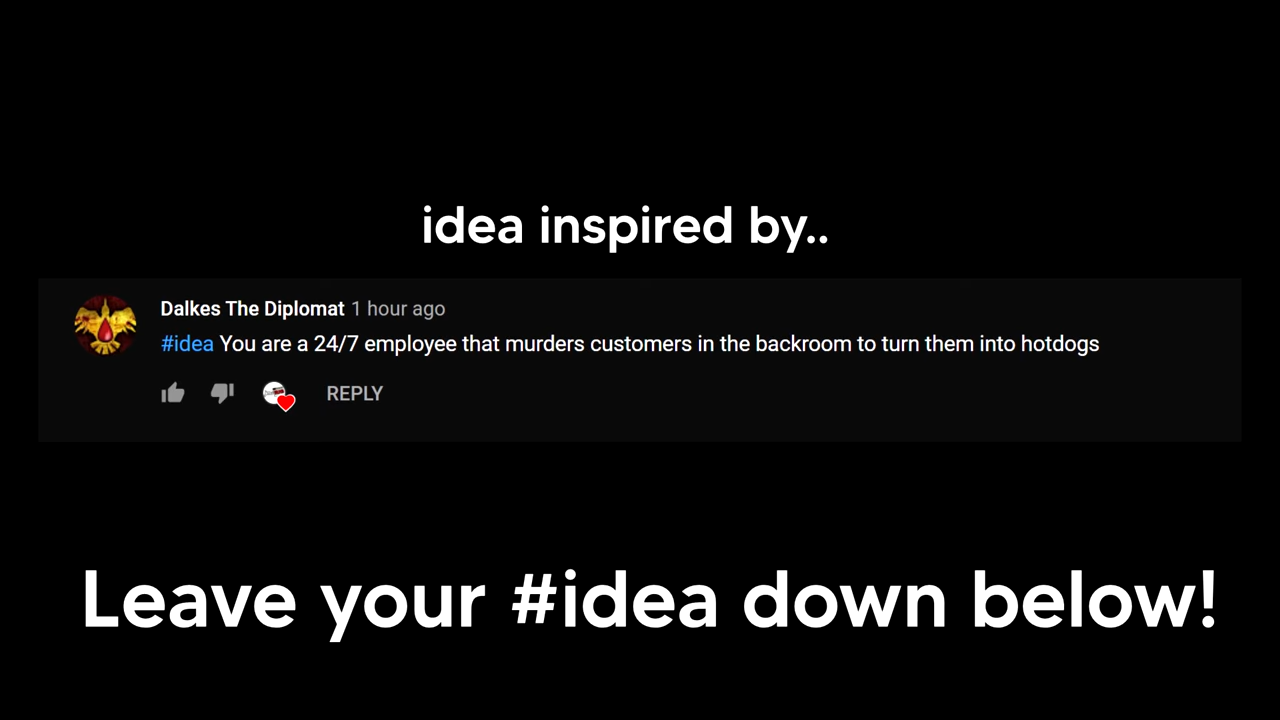 idea inspired by..
Dalkes The Diplomat 1 hour ago
#idea You are a 24/7 employee that murders customers in the backroom to turn them into hotdogs
REPLY
Leave your #idea down below!